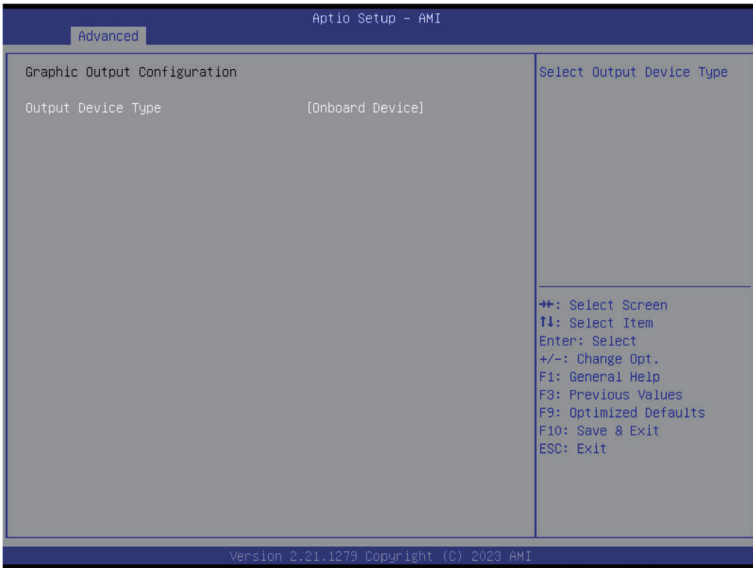 Aptio Setup – AMI
Advanced
Graphic Output Configuration
Output Device Type [Onboard Device]
Select Output Device Type
→←: Select Screen
↑↓: Select Item
Enter: Select
+/-: Change Opt.
F1: General Help
F3: Previous Values
F9: Optimized Defaults
F10: Save & Exit
ESC: Exit
Version 2.21.1279 Copyright (C) 2023 AMI